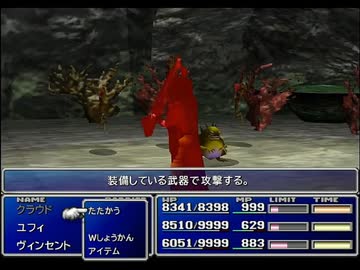 装備している武器で攻撃する。
NAME HP MP LIMIT TIME
クラウド たたかう 8341/8398 999
ユフィ Wしょうかん 8510/9999 629
ヴィンセント アイテム 6051/9999 883